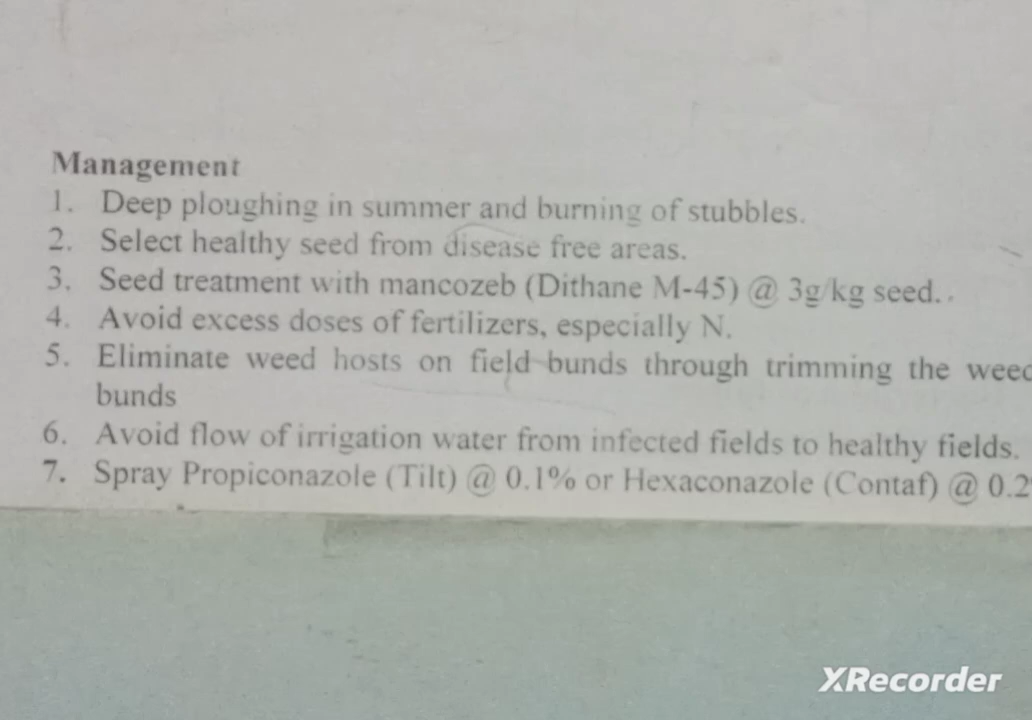 Management
1. Deep ploughing in summer and burning of stubbles.
2. Select healthy seed from disease free areas.
3. Seed treatment with mancozeb (Dithane M-45) @ 3g/kg seed.
4. Avoid excess doses of fertilizers, especially N.
5. Eliminate weed hosts on field bunds through trimming the
bunds
6. Avoid flow of irrigation water from infected fields to healthy fields.
7. Spray Propiconazole (Tilt) @ 0.1% or Hexaconazole (Contaf) @ 0.2
XRecorder